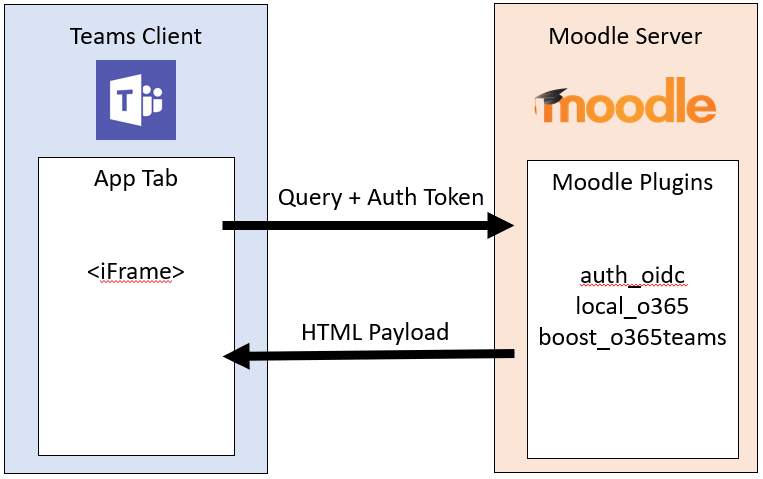 Teams Client
T
App Tab
<iFrame>
Query + Auth Token
HTML Payload
Moodle Server
moodle
Moodle Plugins
auth_oidc
local_o365
boost_o365teams